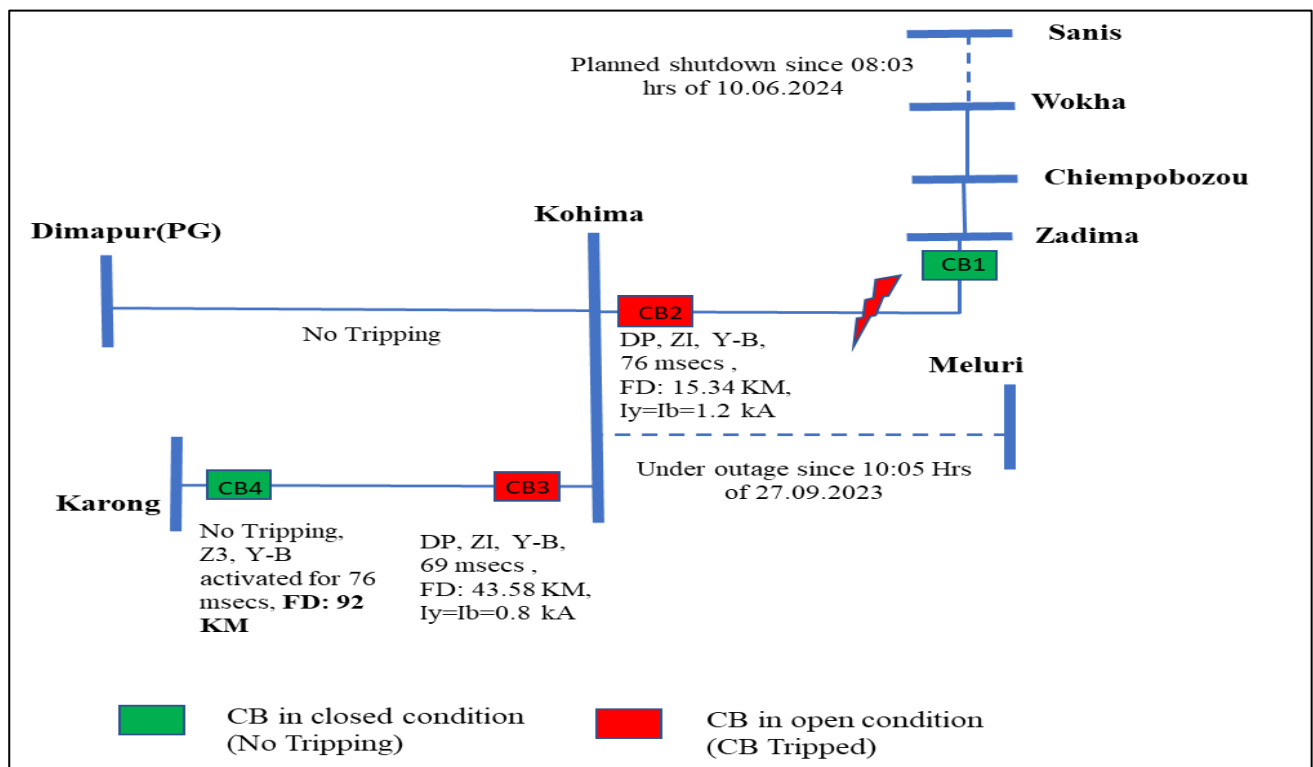 Sanis
Planned shutdown since 08:03
hrs of 10.06.2024
Wokha
Chiempobozou
Kohima
Dimapur(PG)
Zadima
CB1
CB2
No Tripping
DP, ZI, Y-B,
76 msecs ,
FD: 15.34 KM,
Iy=Ib=1.2 kA
Meluri
Under outage since 10:05 Hrs
of 27.09.2023
CB4
CB3
Karong
No Tripping,
Z3, Y-B
activated for 76
msecs, FD: 92
KM
DP, ZI, Y-B,
69 msecs ,
FD: 43.58 KM,
Iy=Ib=0.8 kA
CB in closed condition
(No Tripping)
CB in open condition
(CB Tripped)